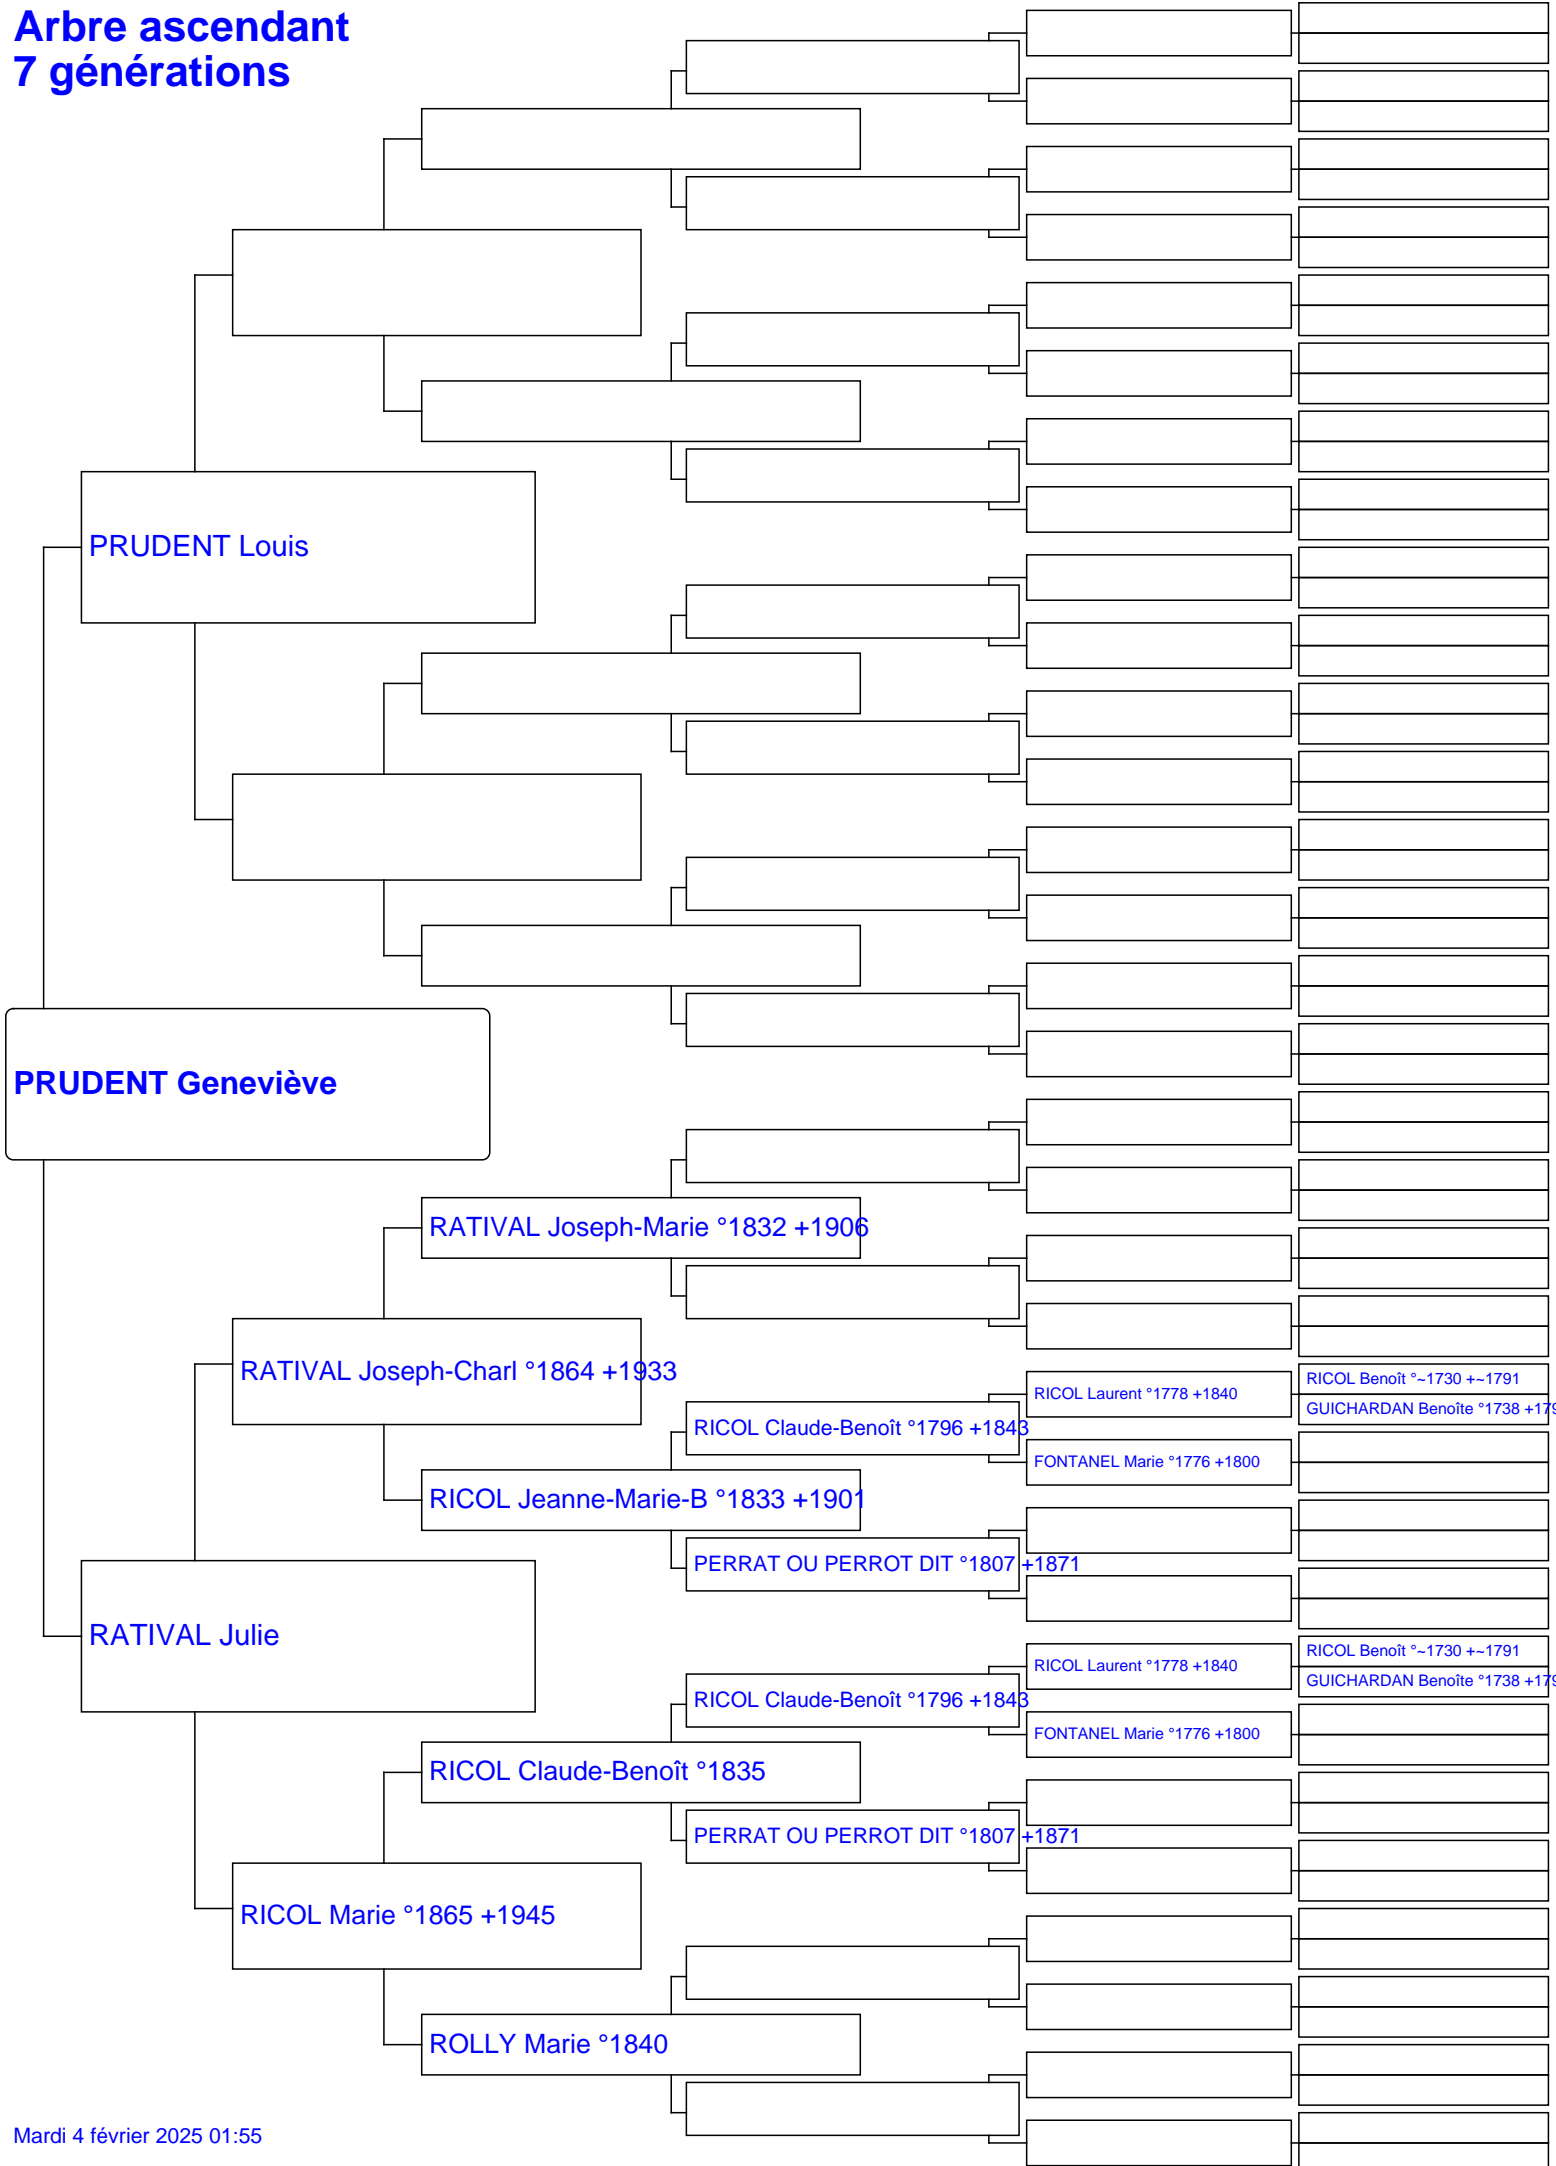 Arbre ascendant
7 générations
PRUDENT Louis
PRUDENT Geneviève
RATIVAL Joseph-Marie °1832 +1906
RATIVAL Joseph-Charl °1864 +1933
RICOL Benoît °~1730 +~1791
RICOL Laurent °1778 +1840
GUICHARDAN Benoîte °1738 +179
RICOL Claude-Benoît °1796 +1843
FONTANEL Marie °1776 +1800
RICOL Jeanne-Marie-B °1833 +1901
PERRAT OU PERROT DIT °1807 +1871
RATIVAL Julie
RICOL Benoît °~1730 +~1791
RICOL Laurent °1778 +1840
GUICHARDAN Benoîte °1738 +179
RICOL Claude-Benoît °1796 +1843
FONTANEL Marie °1776 +1800
RICOL Claude-Benoît °1835
PERRAT OU PERROT DIT °1807 +1871
RICOL Marie °1865 +1945
ROLLY Marie °1840
Mardi 4 février 2025 01:55